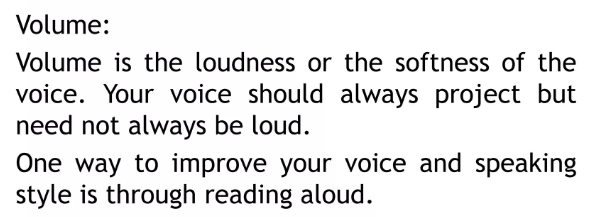 Volume:
Volume is the loudness or the softness of the
voice. Your voice should always project but
need not always be loud.
One way to improve your voice and speaking
style is through reading aloud.